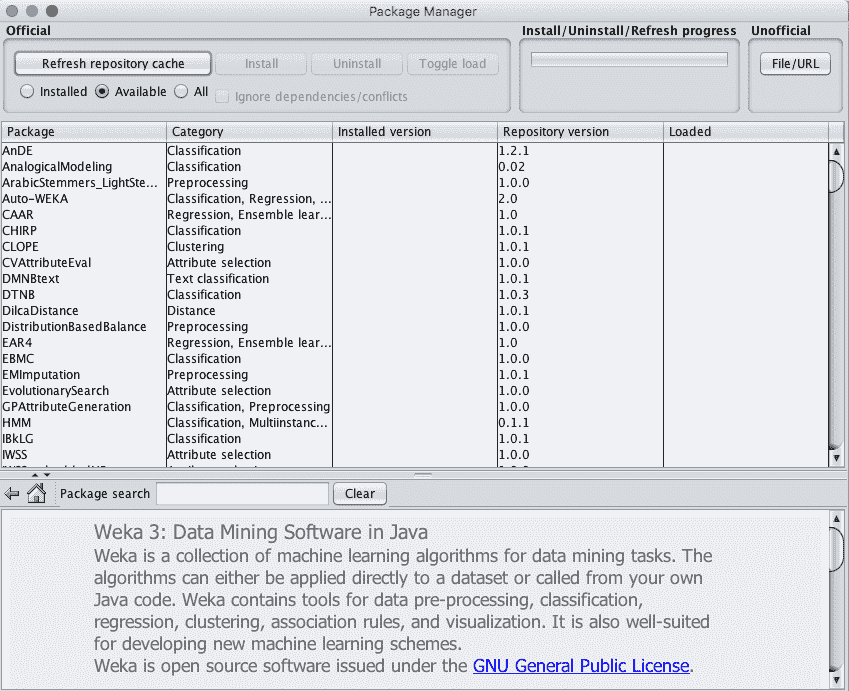 Package Manager
Official
Install/Uninstall/Refresh progress
Unofficial
Refresh repository cache
Install
Uninstall
Toggle load
File/URL
Installed
Available
All
Ignore dependencies/conflicts
Package Category Installed version Repository version Loaded
AnDE Classification 1.2.1
AnalogicalModeling Classification 0.02
ArabicStemmers_LightSte... Preprocessing 1.0.0
Auto-WEKA Classification, Regression, ... 2.0
CAAR Regression, Ensemble lear... 1.0
CHIRP Classification 1.0.1
CLOPE Clustering 1.0.1
CVAttributeEval Attribute selection 1.0.0
DMNBtext Text classification 1.0.1
DTNB Classification 1.0.3
DilcaDistance Distance 1.0.1
DistributionBasedBalance Preprocessing 1.0.0
EAR4 Regression, Ensemble lear... 1.0
EBMC Classification 1.0.0
EMImputation Preprocessing 1.0.1
EvolutionarySearch Attribute selection 1.0.0
GPAttributeGeneration Classification, Preprocessing 1.0.0
HMM Classification, Multiinstanc... 0.1.1
IBkLG Classification 1.0.1
IWSS Attribute selection 1.0.0
Package search
Clear
Weka 3: Data Mining Software in Java
Weka is a collection of machine learning algorithms for data mining tasks. The
algorithms can either be applied directly to a dataset or called from your own
Java code. Weka contains tools for data pre-processing, classification,
regression, clustering, association rules, and visualization. It is also well-suited
for developing new machine learning schemes.
Weka is open source software issued under the GNU General Public License.